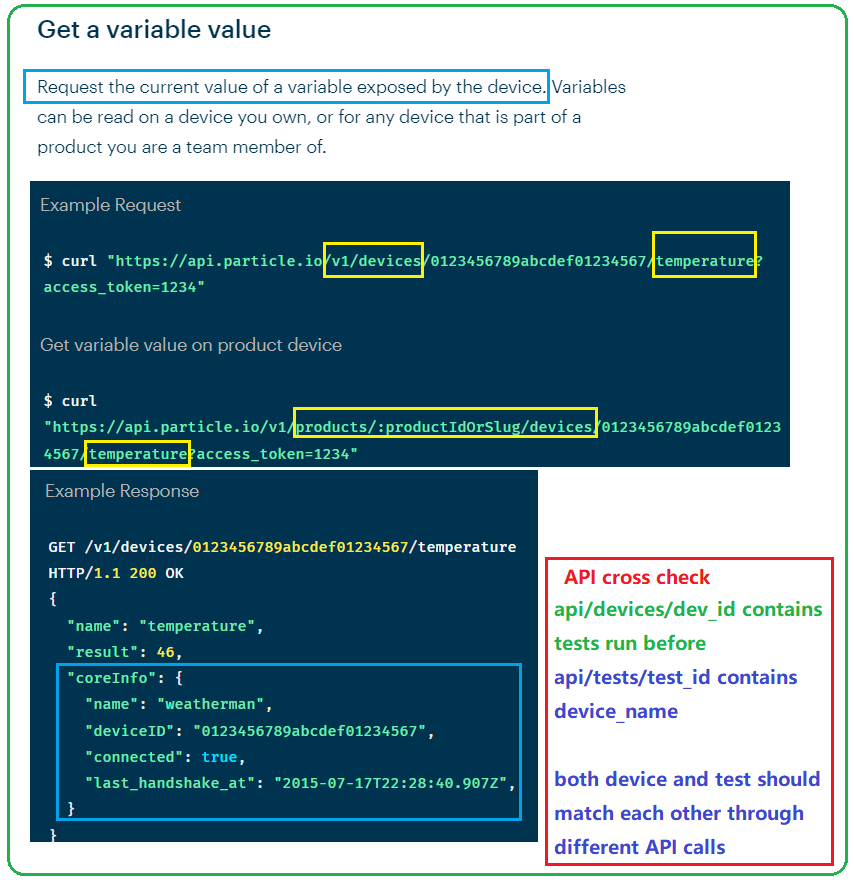 Get a variable value
Request the current value of a variable exposed by the device. Variables
can be read on a device you own, or for any device that is part of a
product you are a team member of.
Example Request
$ curl "https://api.particle.io/v1/devices/0123456789abcdef01234567/temperature?
access_token=1234"
Get variable value on product device
$ curl
"https://api.particle.io/v1/products/:productIdOrSlug/devices/0123456789abcdef0123
4567/temperature?access_token=1234"
Example Response
GET /v1/devices/0123456789abcdef01234567/temperature
HTTP/1.1 200 OK
{
"name": "temperature",
"result": 46,
"coreInfo": {
"name": "weatherman",
"deviceID": "0123456789abcdef01234567",
"connected": true,
"last_handshake_at": "2015-07-17T22:28:40.907Z",
}
}
API cross check
api/devices/dev_id contains
tests run before
api/tests/test_id contains
device_name
both device and test should
match each other through
different API calls